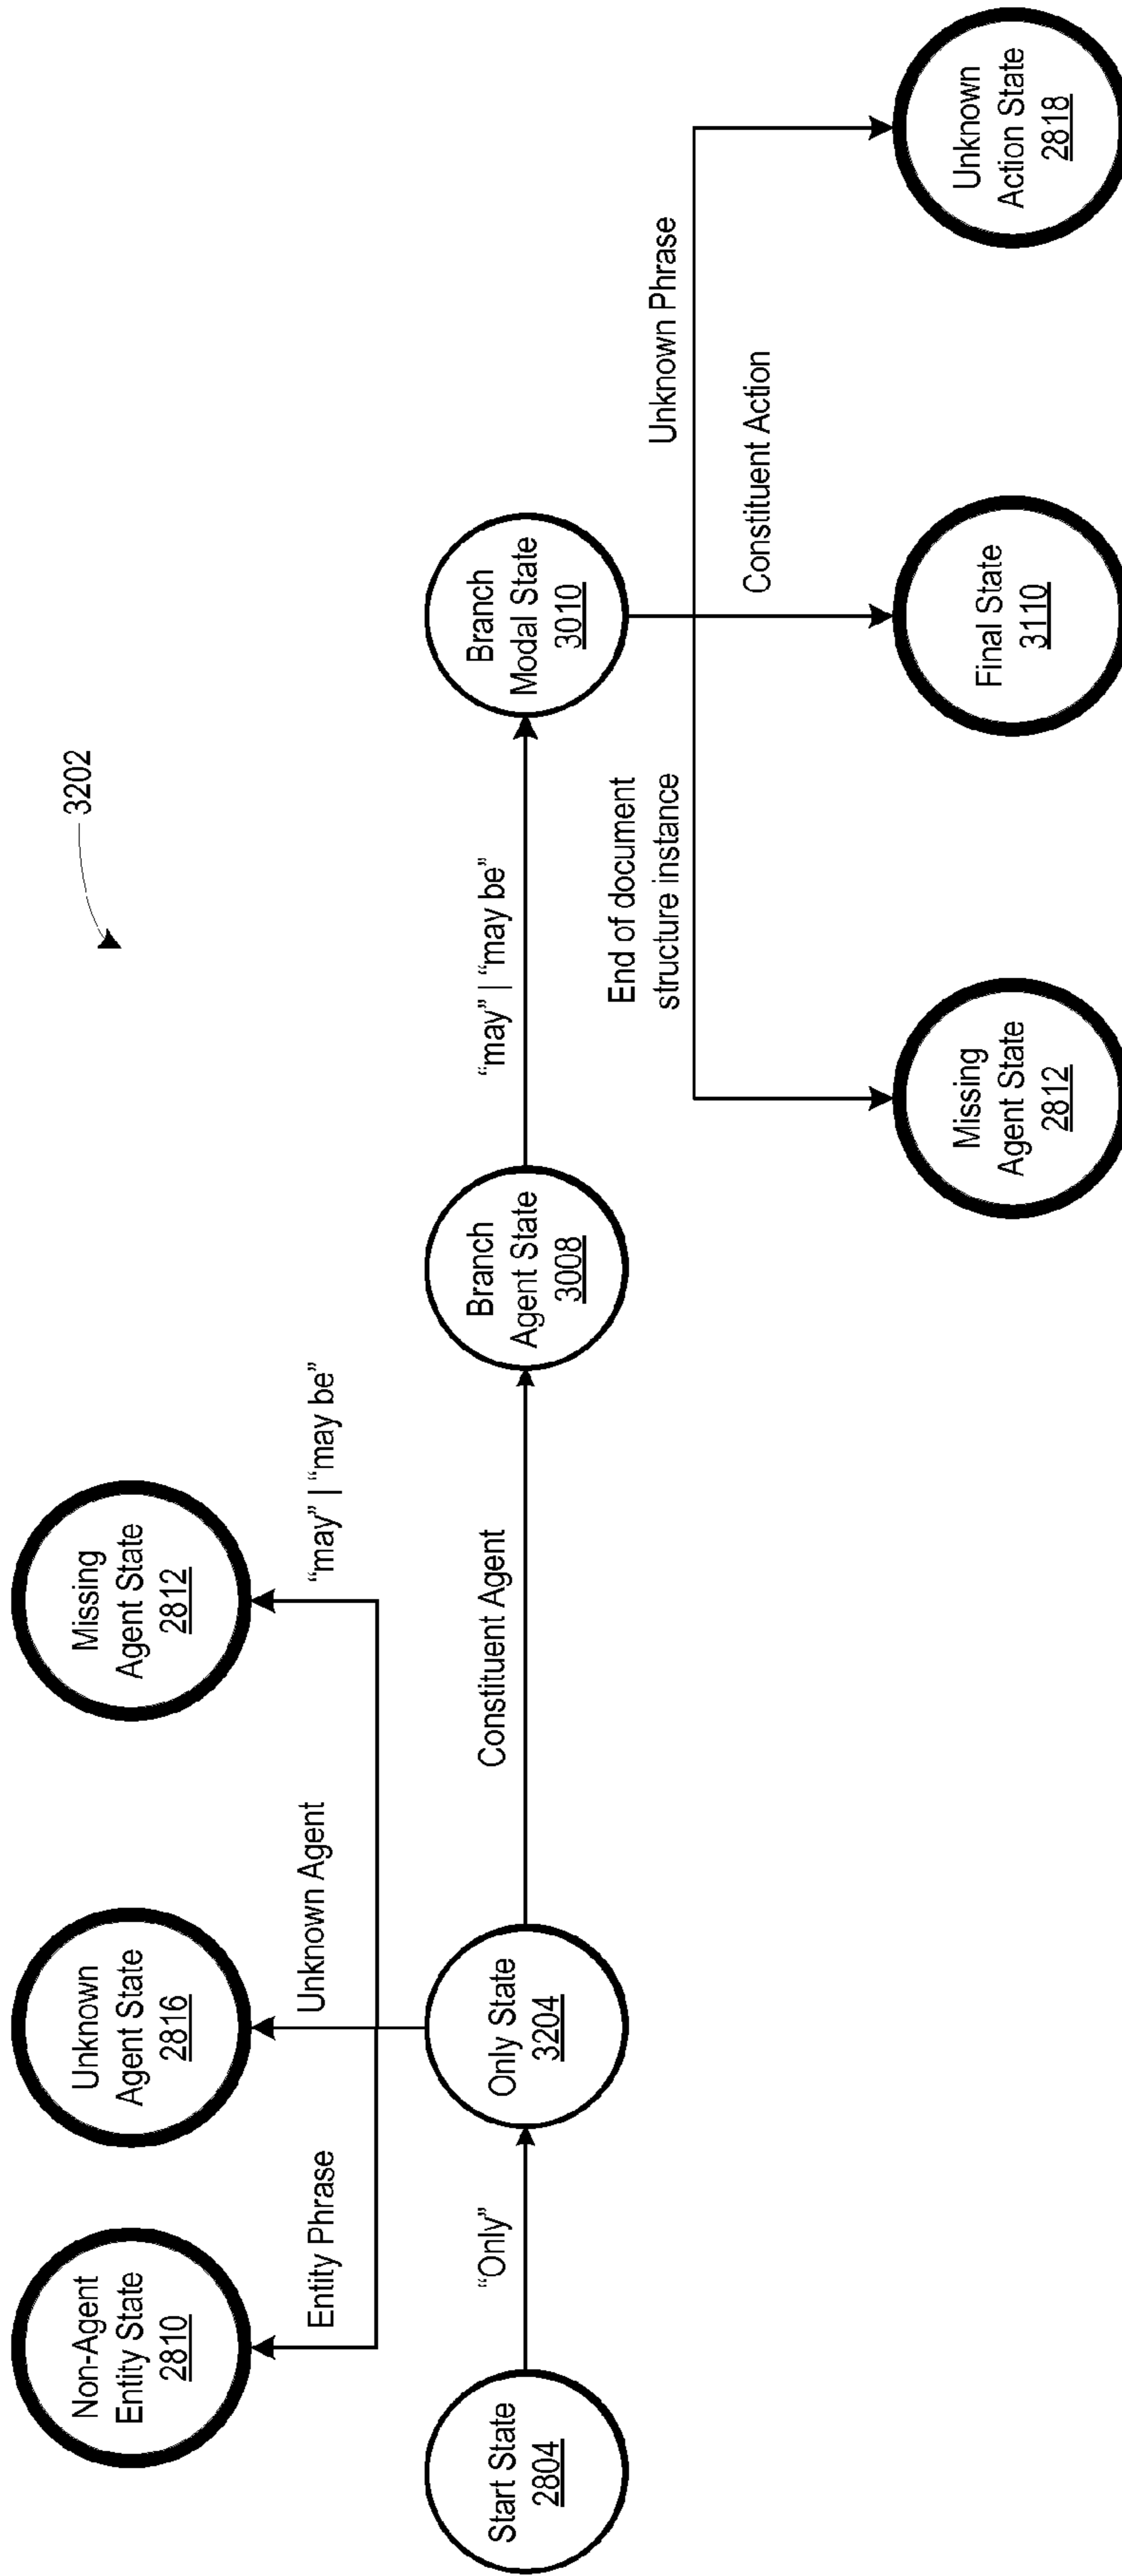 3202
Non-Agent
Entity State
2810
Unknown
Agent State
2816
Missing
Agent State
2812
Entity Phrase
Unknown Agent
“may” | “may be”
Start State
2804
“Only”
Only State
3204
Constituent Agent
Branch
Agent State
3008
“may” | “may be”
Branch
Modal State
3010
End of document
structure instance
Unknown Phrase
Constituent Action
Missing
Agent State
2812
Final State
3110
Unknown
Action State
2818